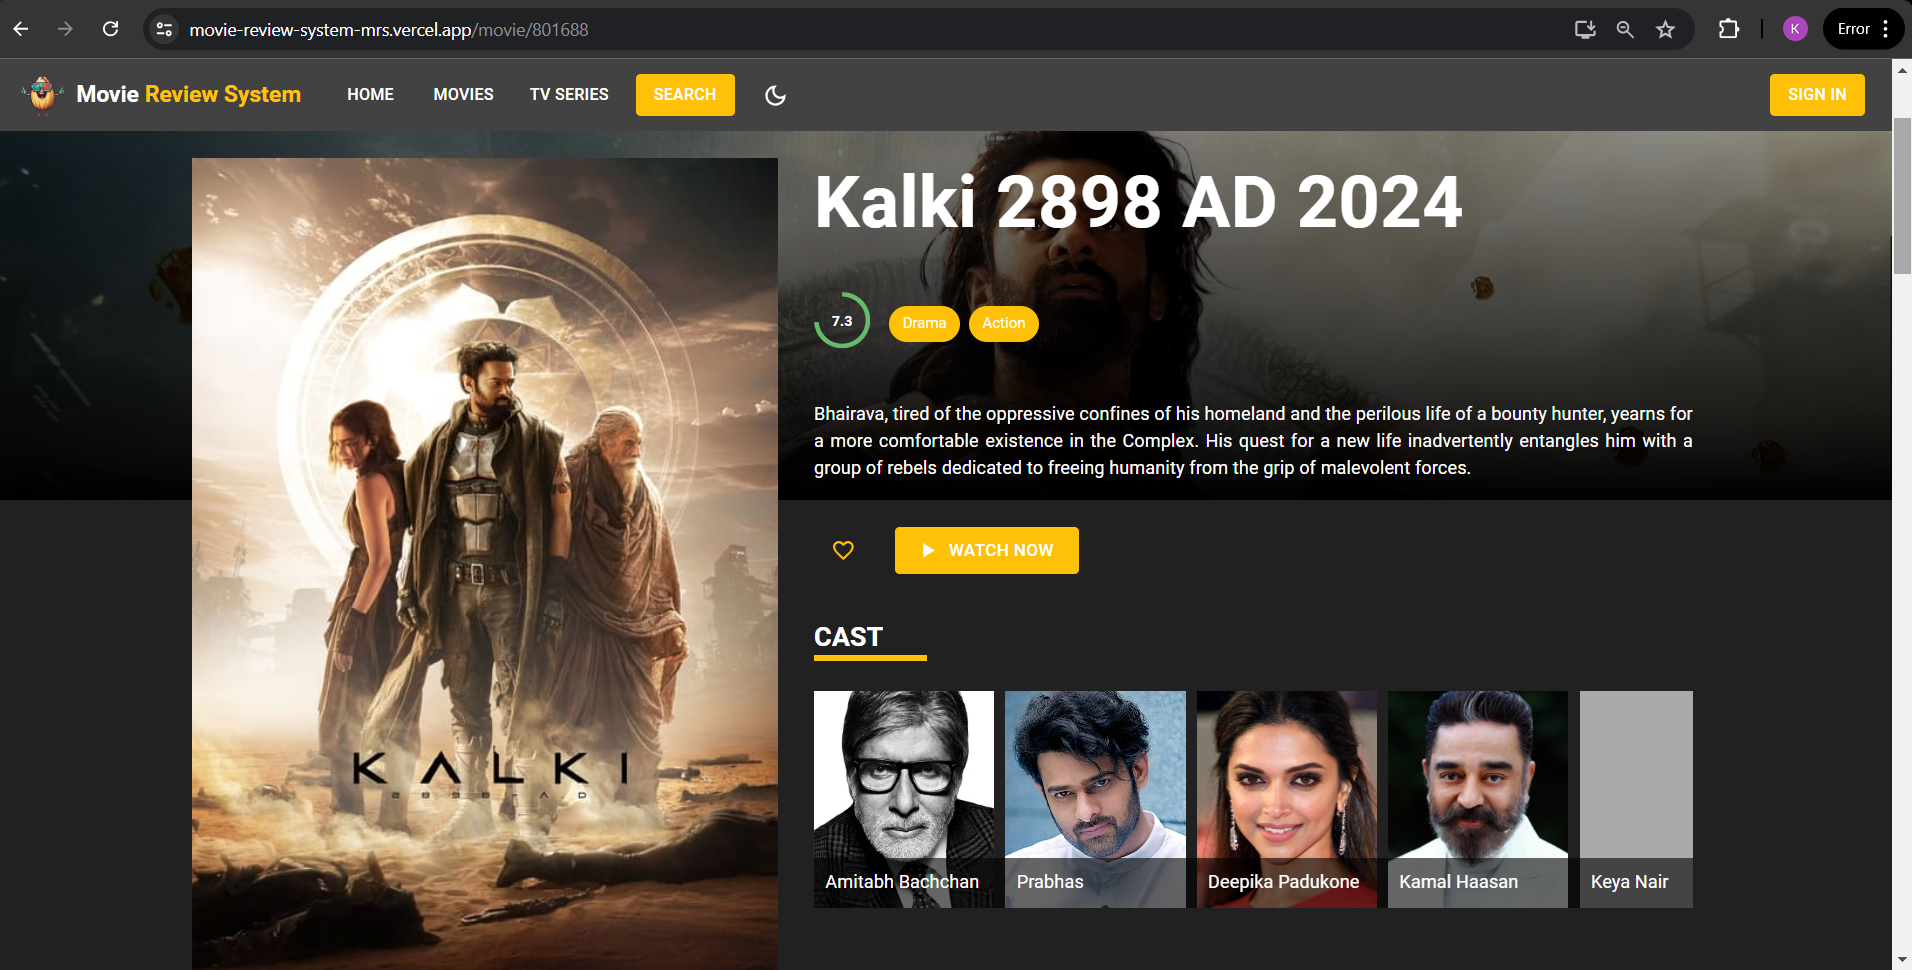 movie-review-system-mrs.vercel.app/movie/801688
K
Error
Movie Review System
HOME
MOVIES
TV SERIES
SEARCH
SIGN IN
Kalki 2898 AD 2024
7.3
Drama
Action
Bhairava, tired of the oppressive confines of his homeland and the perilous life of a bounty hunter, yearns for
a more comfortable existence in the Complex. His quest for a new life inadvertently entangles him with a
group of rebels dedicated to freeing humanity from the grip of malevolent forces.
WATCH NOW
CAST
KALKI
2898-AD
Amitabh Bachchan
Prabhas
Deepika Padukone
Kamal Haasan
Keya Nair